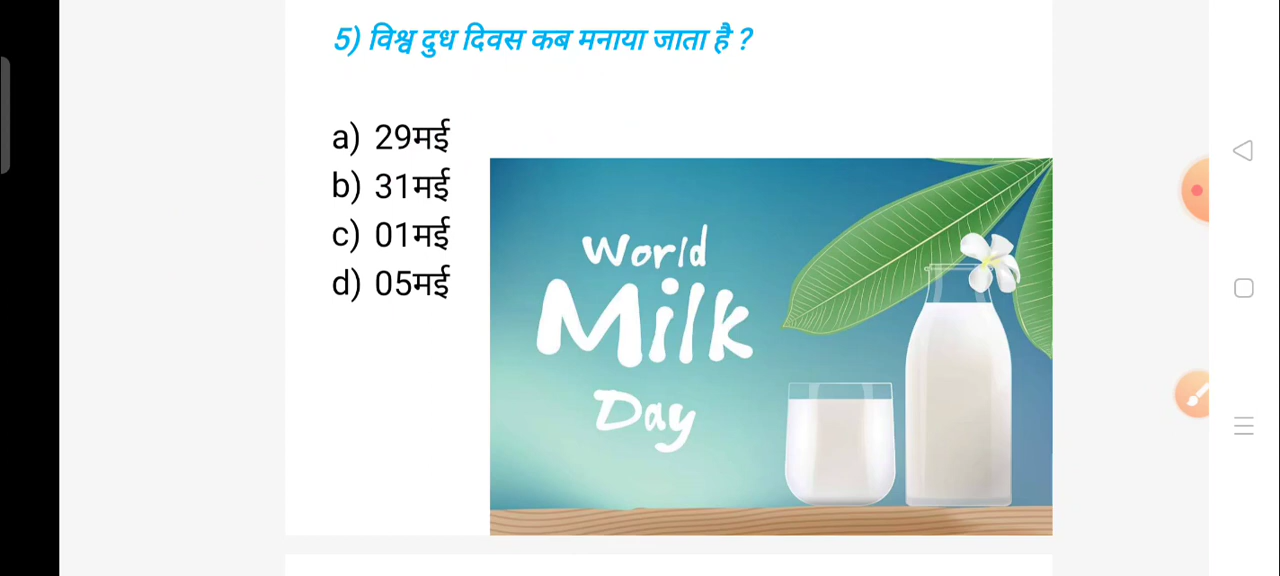 5) विश्व दुध दिवस कब मनाया जाता है ?
a) 29मई
b) 31मई
c) 01मई
d) 05मई
World
Milk
Day